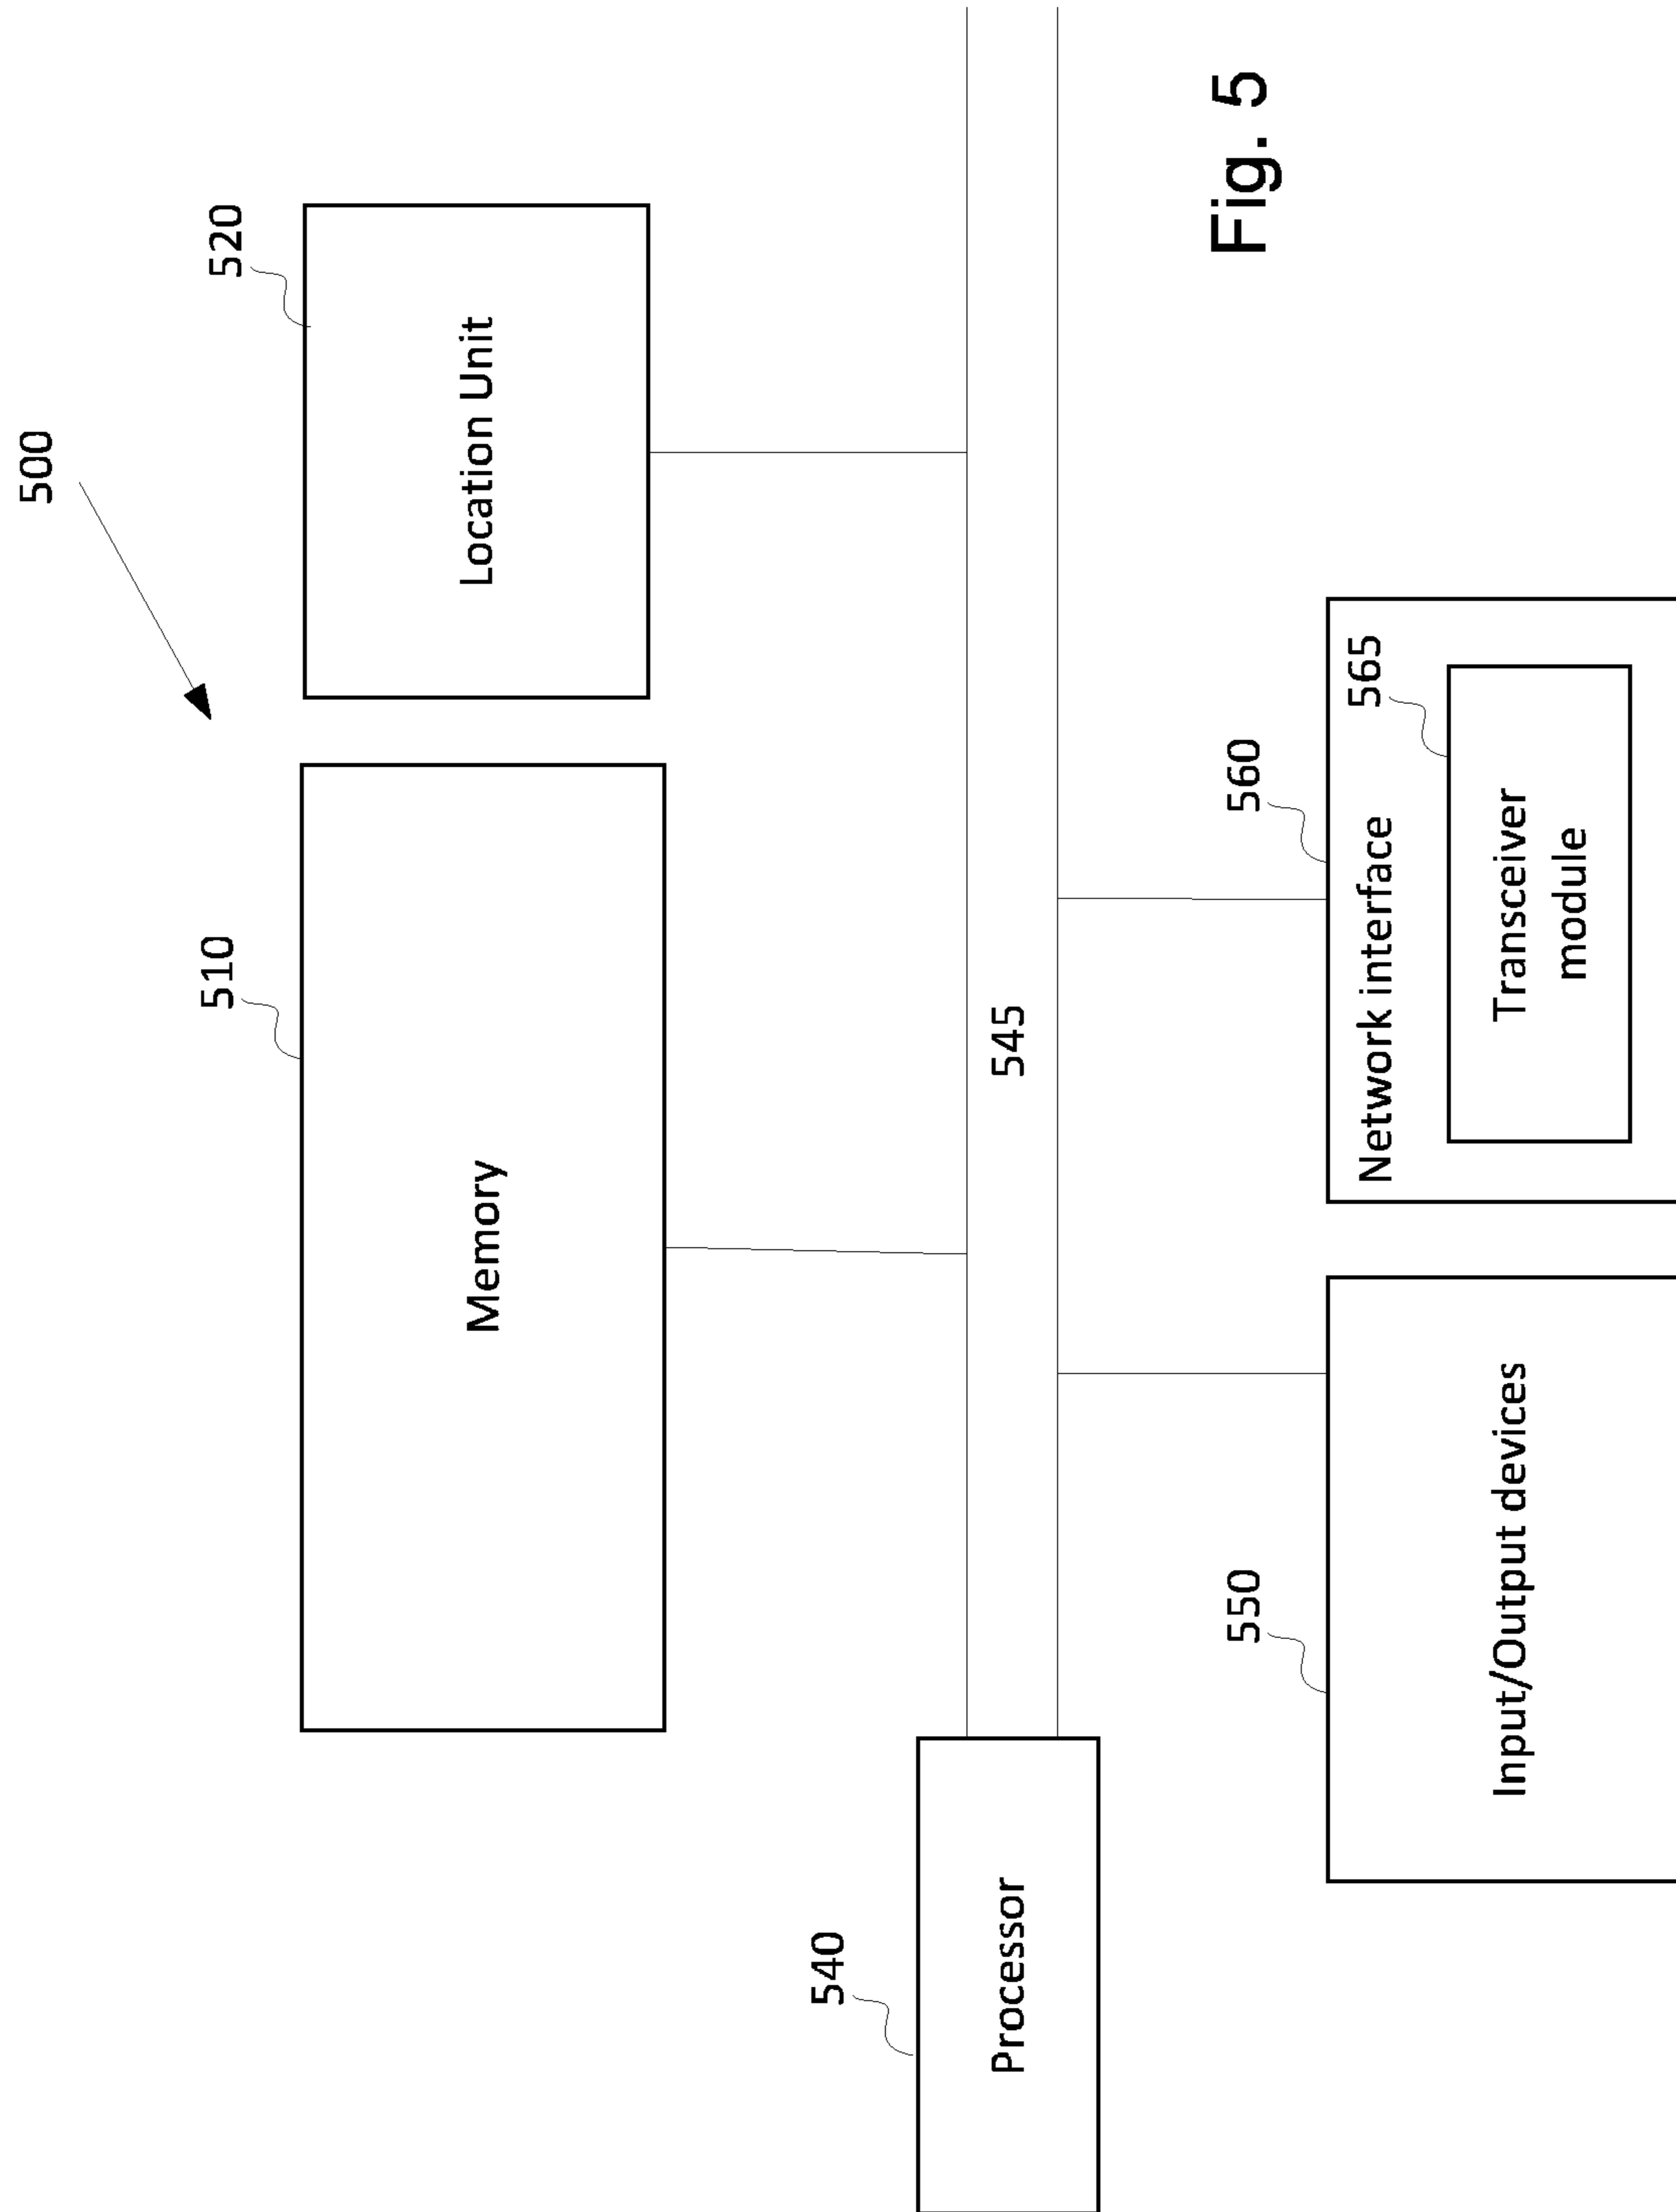 500
510
520
Memory
Location Unit
540
Processor
545
550
560
Input/Output devices
Network interface
565
Transceiver
module
Fig. 5